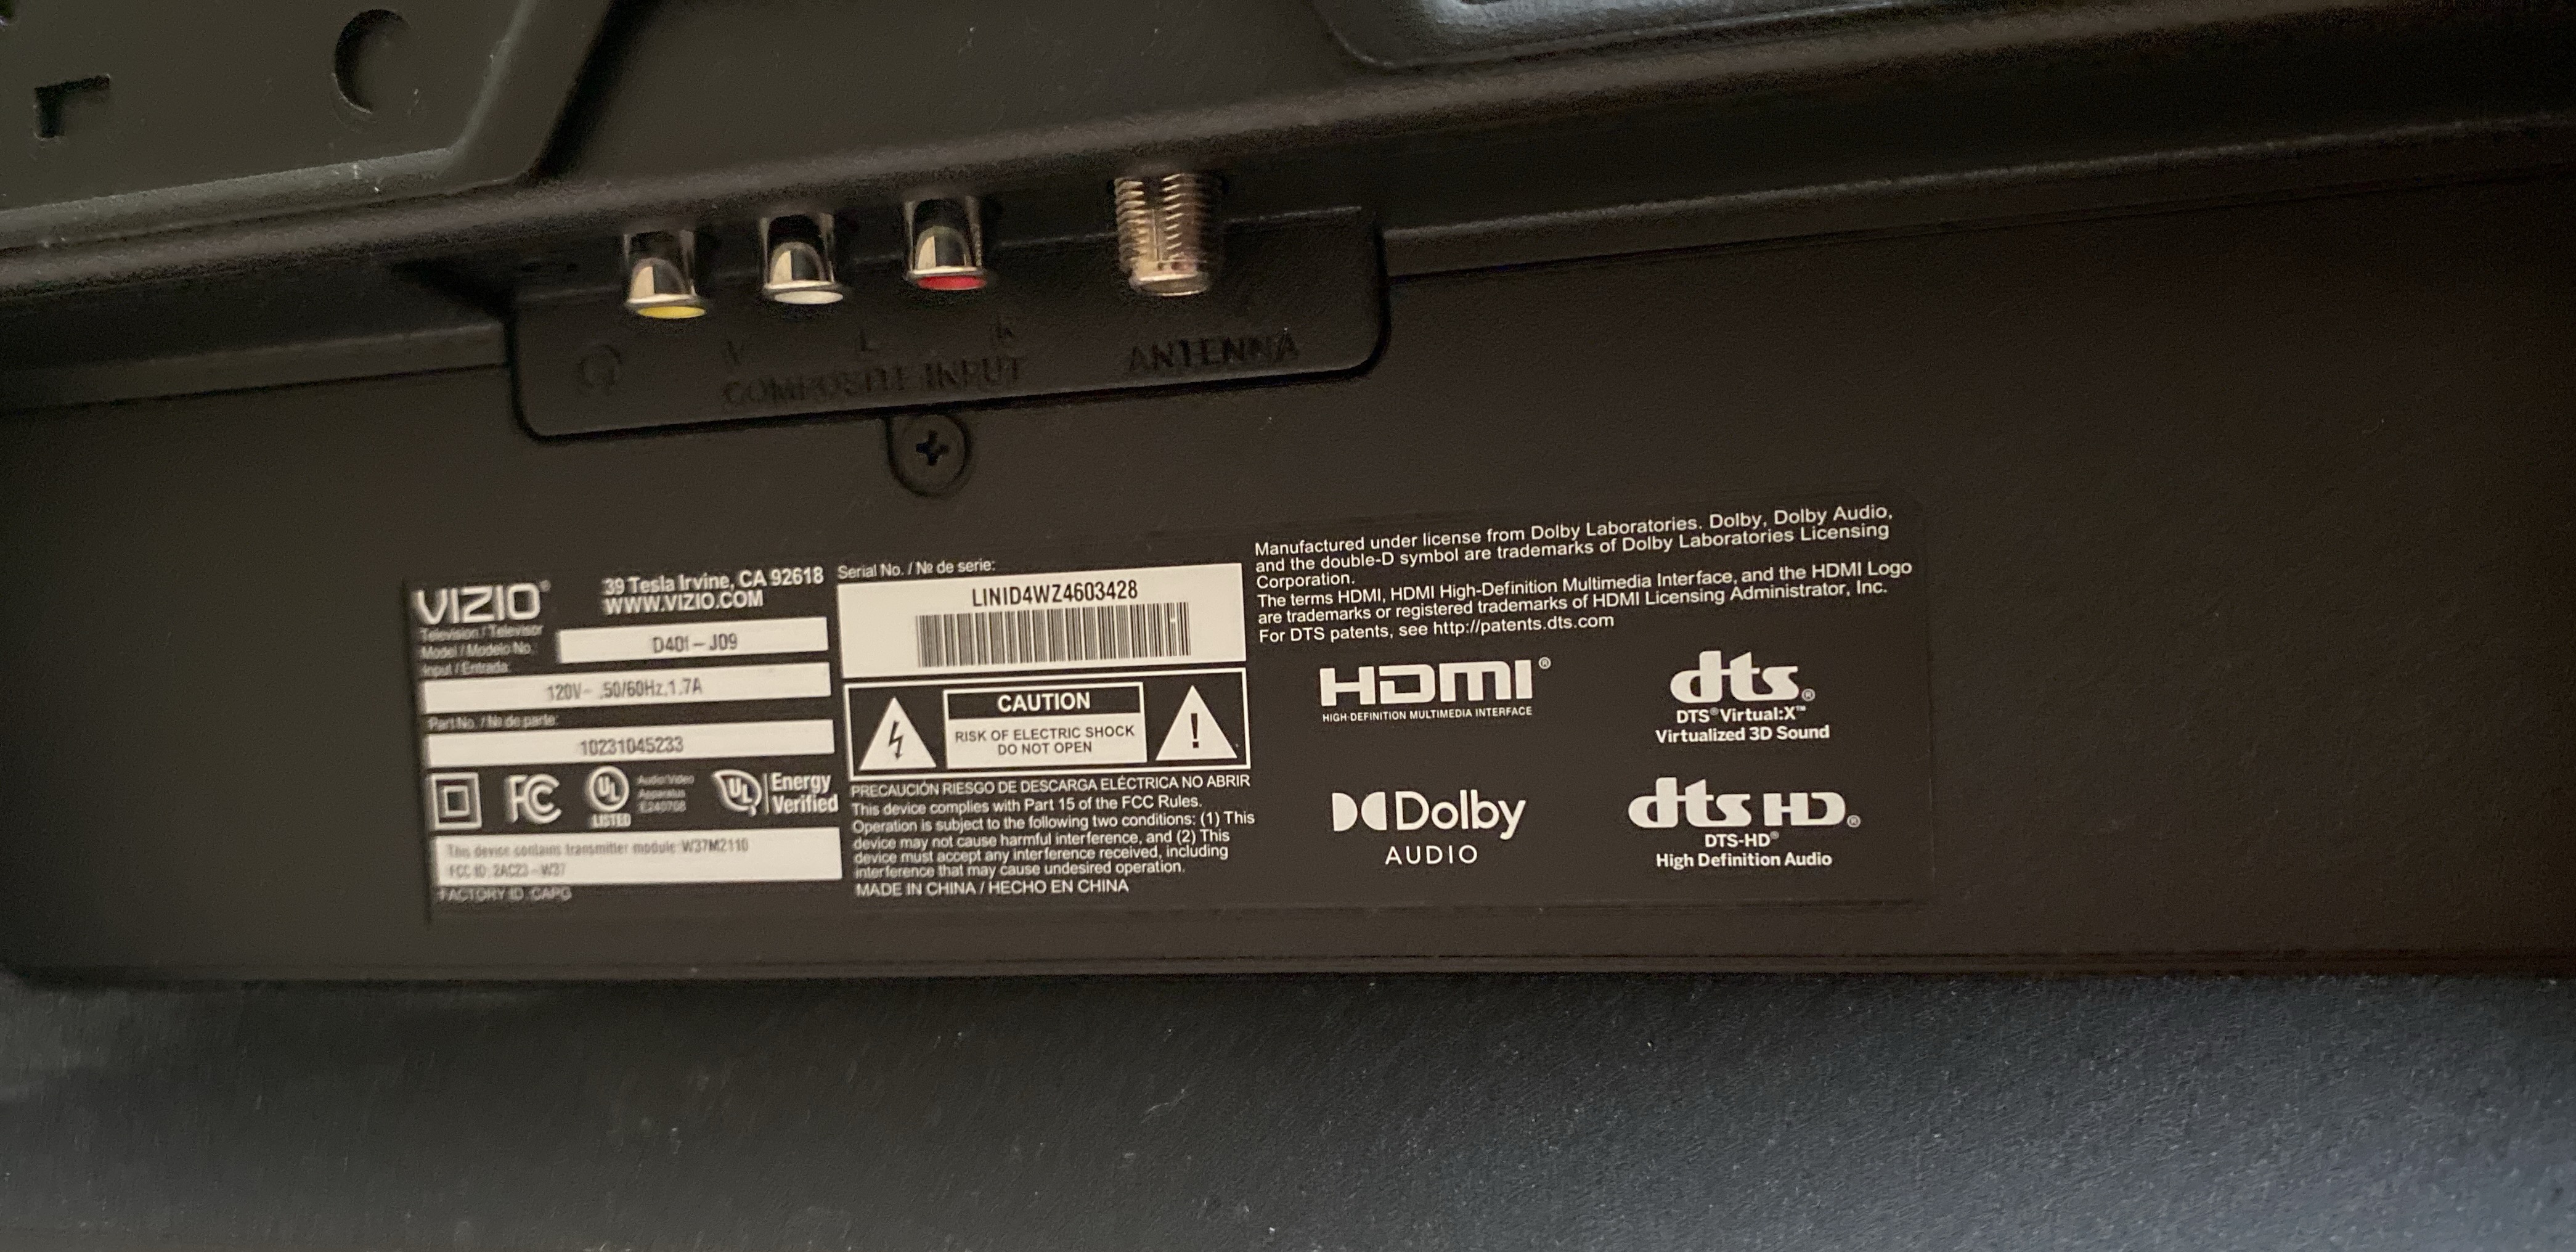 V L R
COMPOSITE INPUT
ANTENNA
VIZIO®
39 Tesla Irvine, CA 92618
WWW.VIZIO.COM
Television / Televisor
Model / Modelo No.:
D40f-J09
Input / Entrada:
120V~ .50/60Hz,1.7A
Part No. / № de parte:
10231045233
FC
UL
LISTED
Audio/Video
Apparatus
E240708
UL
Energy
Verified
This device contains transmitter module W37M2110
FCC ID: 2AC23-W37
FACTORY ID: CAPG
Serial No. / № de serie:
LINID4WZ4603428
CAUTION
RISK OF ELECTRIC SHOCK
DO NOT OPEN
PRECAUCIÓN RIESGO DE DESCARGA ELÉCTRICA NO ABRIR
This device complies with Part 15 of the FCC Rules.
Operation is subject to the following two conditions: (1) This
device may not cause harmful interference, and (2) This
device must accept any interference received, including
interference that may cause undesired operation.
MADE IN CHINA / HECHO EN CHINA
Manufactured under license from Dolby Laboratories. Dolby, Dolby Audio,
and the double-D symbol are trademarks of Dolby Laboratories Licensing
Corporation.
The terms HDMI, HDMI High-Definition Multimedia Interface, and the HDMI Logo
are trademarks or registered trademarks of HDMI Licensing Administrator, Inc.
For DTS patents, see http://patents.dts.com
HDMI®
HIGH-DEFINITION MULTIMEDIA INTERFACE
dts®
DTS® Virtual:X™
Virtualized 3D Sound
Dolby
AUDIO
dts HD®
DTS-HD®
High Definition Audio